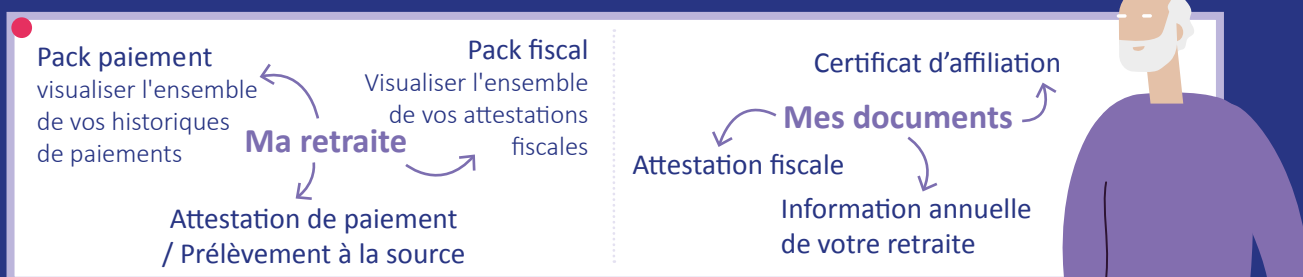 Pack paiement
visualiser l'ensemble
de vos historiques
de paiements
Ma retraite
Pack fiscal
Visualiser l'ensemble
de vos attestations
fiscales
Attestation de paiement
/ Prélèvement à la source
Certificat d’affiliation
Mes documents
Attestation fiscale
Information annuelle
de votre retraite